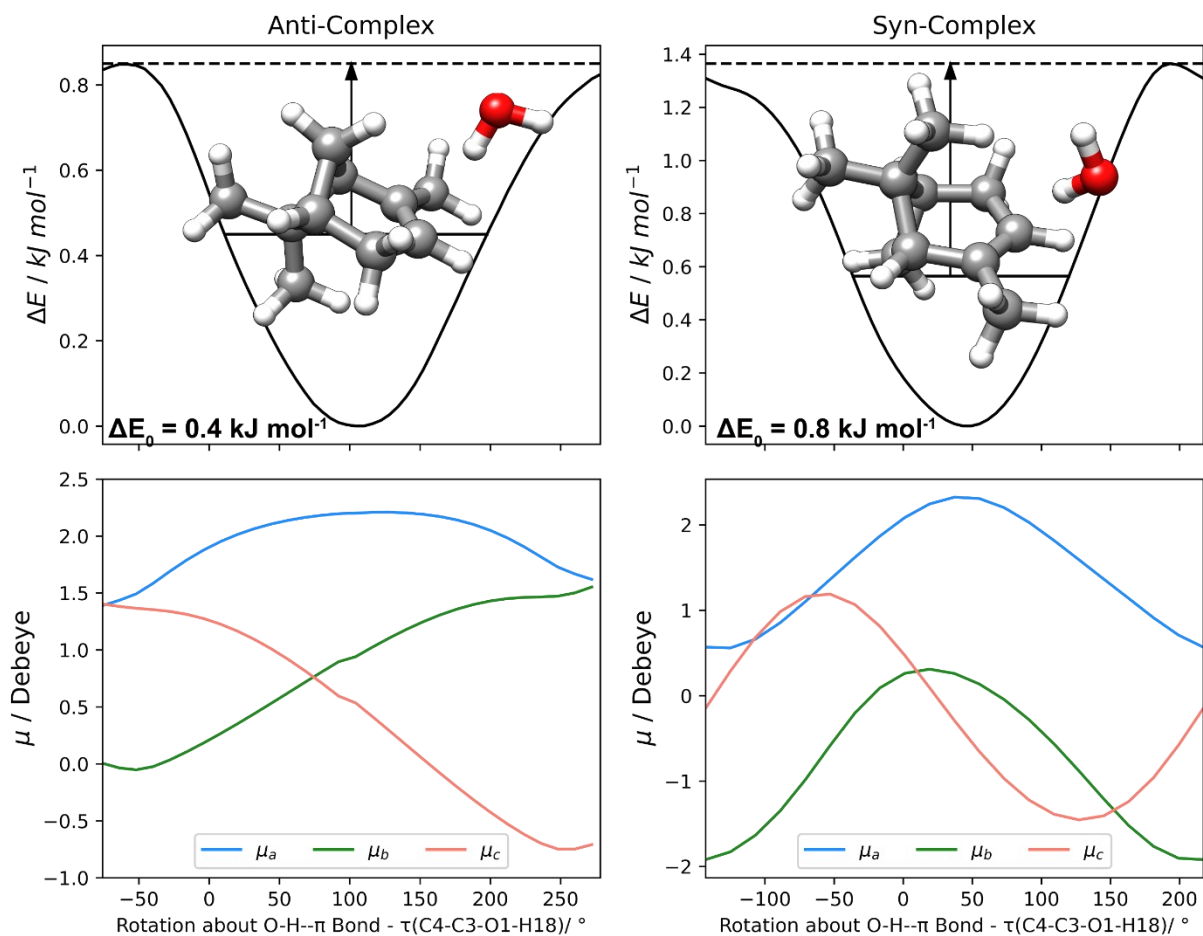 Anti-Complex
Syn-Complex
ΔE / kJ mol⁻¹
0.8
0.6
0.4
0.2
0.0
ΔE₀ = 0.4 kJ mol⁻¹
ΔE / kJ mol⁻¹
1.4
1.2
1.0
0.8
0.6
0.4
0.2
0.0
ΔE₀ = 0.8 kJ mol⁻¹
μ / Debeye
2.5
2.0
1.5
1.0
0.5
0.0
−0.5
−1.0
μₐ μ_b μ_c
−50 0 50 100 150 200 250
Rotation about O-H--π Bond - τ(C4-C3-O1-H18)/ °
μ / Debeye
2
1
0
−1
−2
μₐ μ_b μ_c
−100 −50 0 50 100 150 200
Rotation about O-H--π Bond - τ(C4-C3-O1-H18)/ °